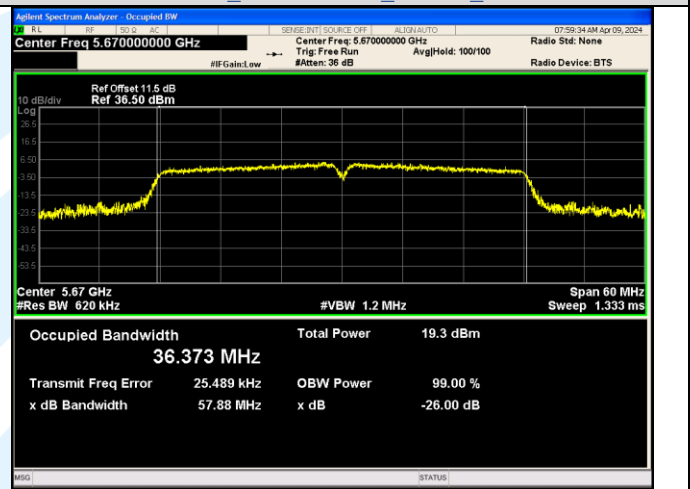 Agilent Spectrum Analyzer - Occupied BW
RL RF 50 Ω AC SENSE:INT SOURCE OFF ALIGN AUTO 07:59:34 AM Apr 09, 2024
Center Freq 5.670000000 GHz Center Freq: 5.670000000 GHz Radio Std: None
Trig: Free Run Avg|Hold: 100/100
#IFGain:Low #Atten: 36 dB Radio Device: BTS
Ref Offset 11.5 dB
10 dB/div Ref 36.50 dBm
Log
26.5
16.5
6.50
-3.50
-13.5
-23.5
-33.5
-43.5
-53.5
Center 5.67 GHz Span 60 MHz
#Res BW 620 kHz #VBW 1.2 MHz Sweep 1.333 ms
Occupied Bandwidth Total Power 19.3 dBm
36.373 MHz
Transmit Freq Error 25.489 kHz OBW Power 99.00 %
x dB Bandwidth 57.88 MHz x dB -26.00 dB
MSG STATUS